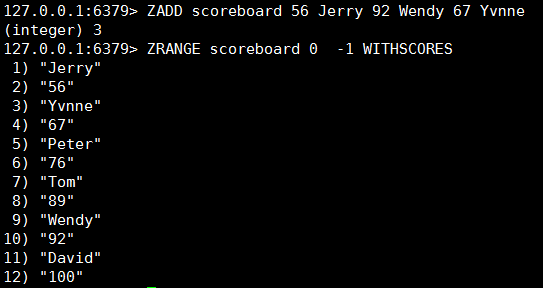 127.0.0.1:6379> ZADD scoreboard 56 Jerry 92 Wendy 67 Yvnne
(integer) 3
127.0.0.1:6379> ZRANGE scoreboard 0  -1 WITHSCORES
 1) "Jerry"
 2) "56"
 3) "Yvnne"
 4) "67"
 5) "Peter"
 6) "76"
 7) "Tom"
 8) "89"
 9) "Wendy"
10) "92"
11) "David"
12) "100"